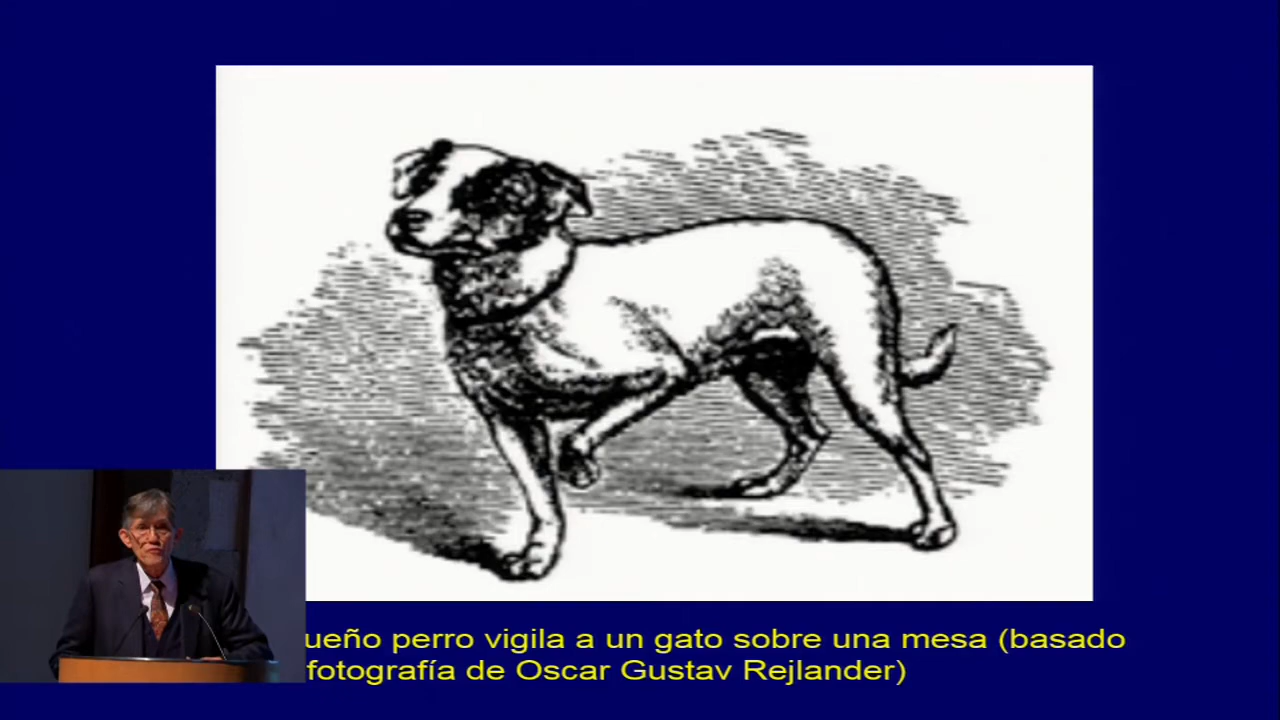 ueño perro vigila a un gato sobre una mesa (basado
fotografía de Oscar Gustav Rejlander)